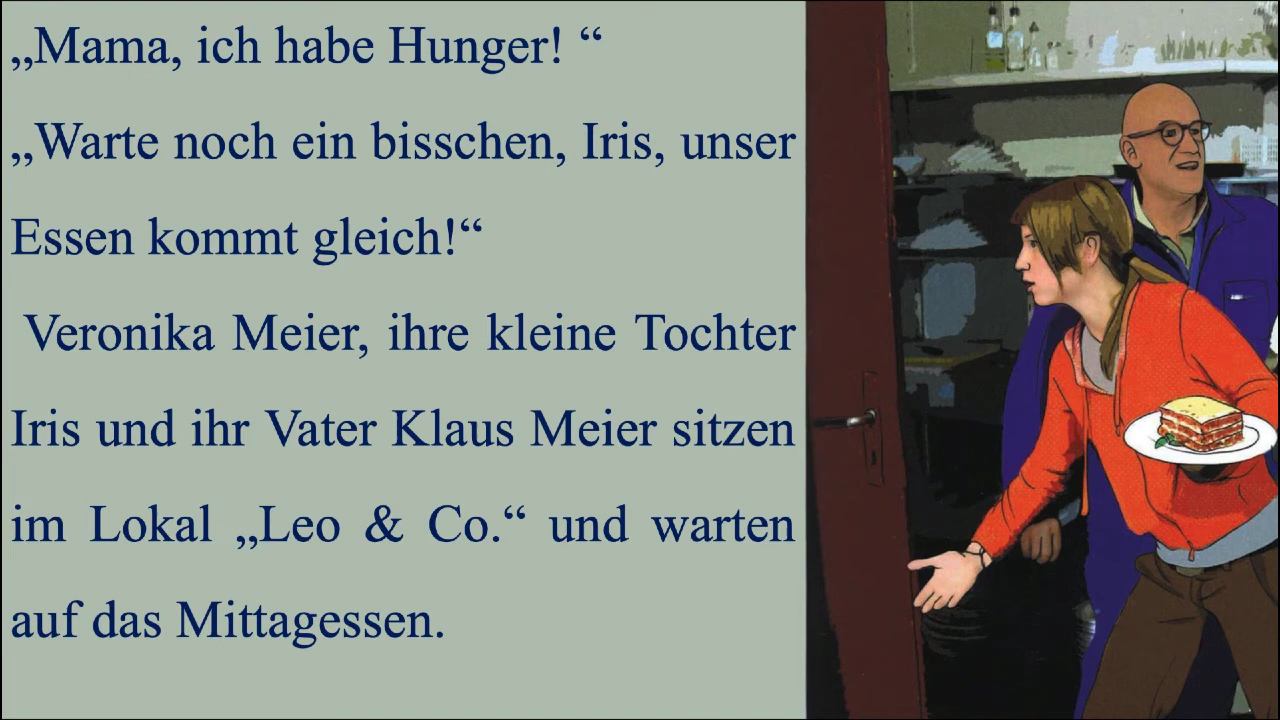 „Mama, ich habe Hunger! “
„Warte noch ein bisschen, Iris, unser
Essen kommt gleich!“
Veronika Meier, ihre kleine Tochter
Iris und ihr Vater Klaus Meier sitzen
im Lokal „Leo & Co.“ und warten
auf das Mittagessen.